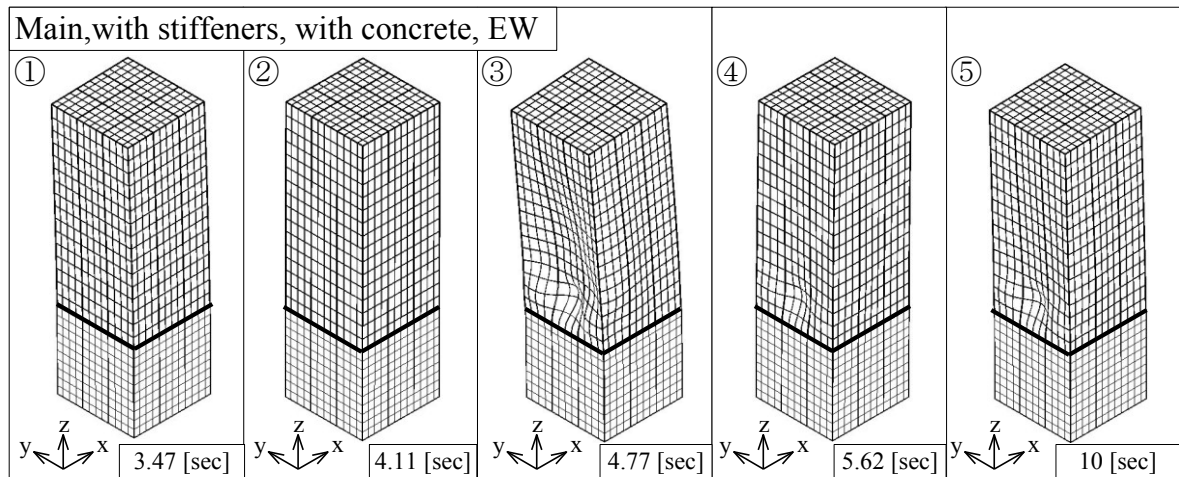 Main,with stiffeners, with concrete, EW
① ② ③ ④ ⑤
z z z z z
y x y x y x y x y x
3.47 [sec] 4.11 [sec] 4.77 [sec] 5.62 [sec] 10 [sec]